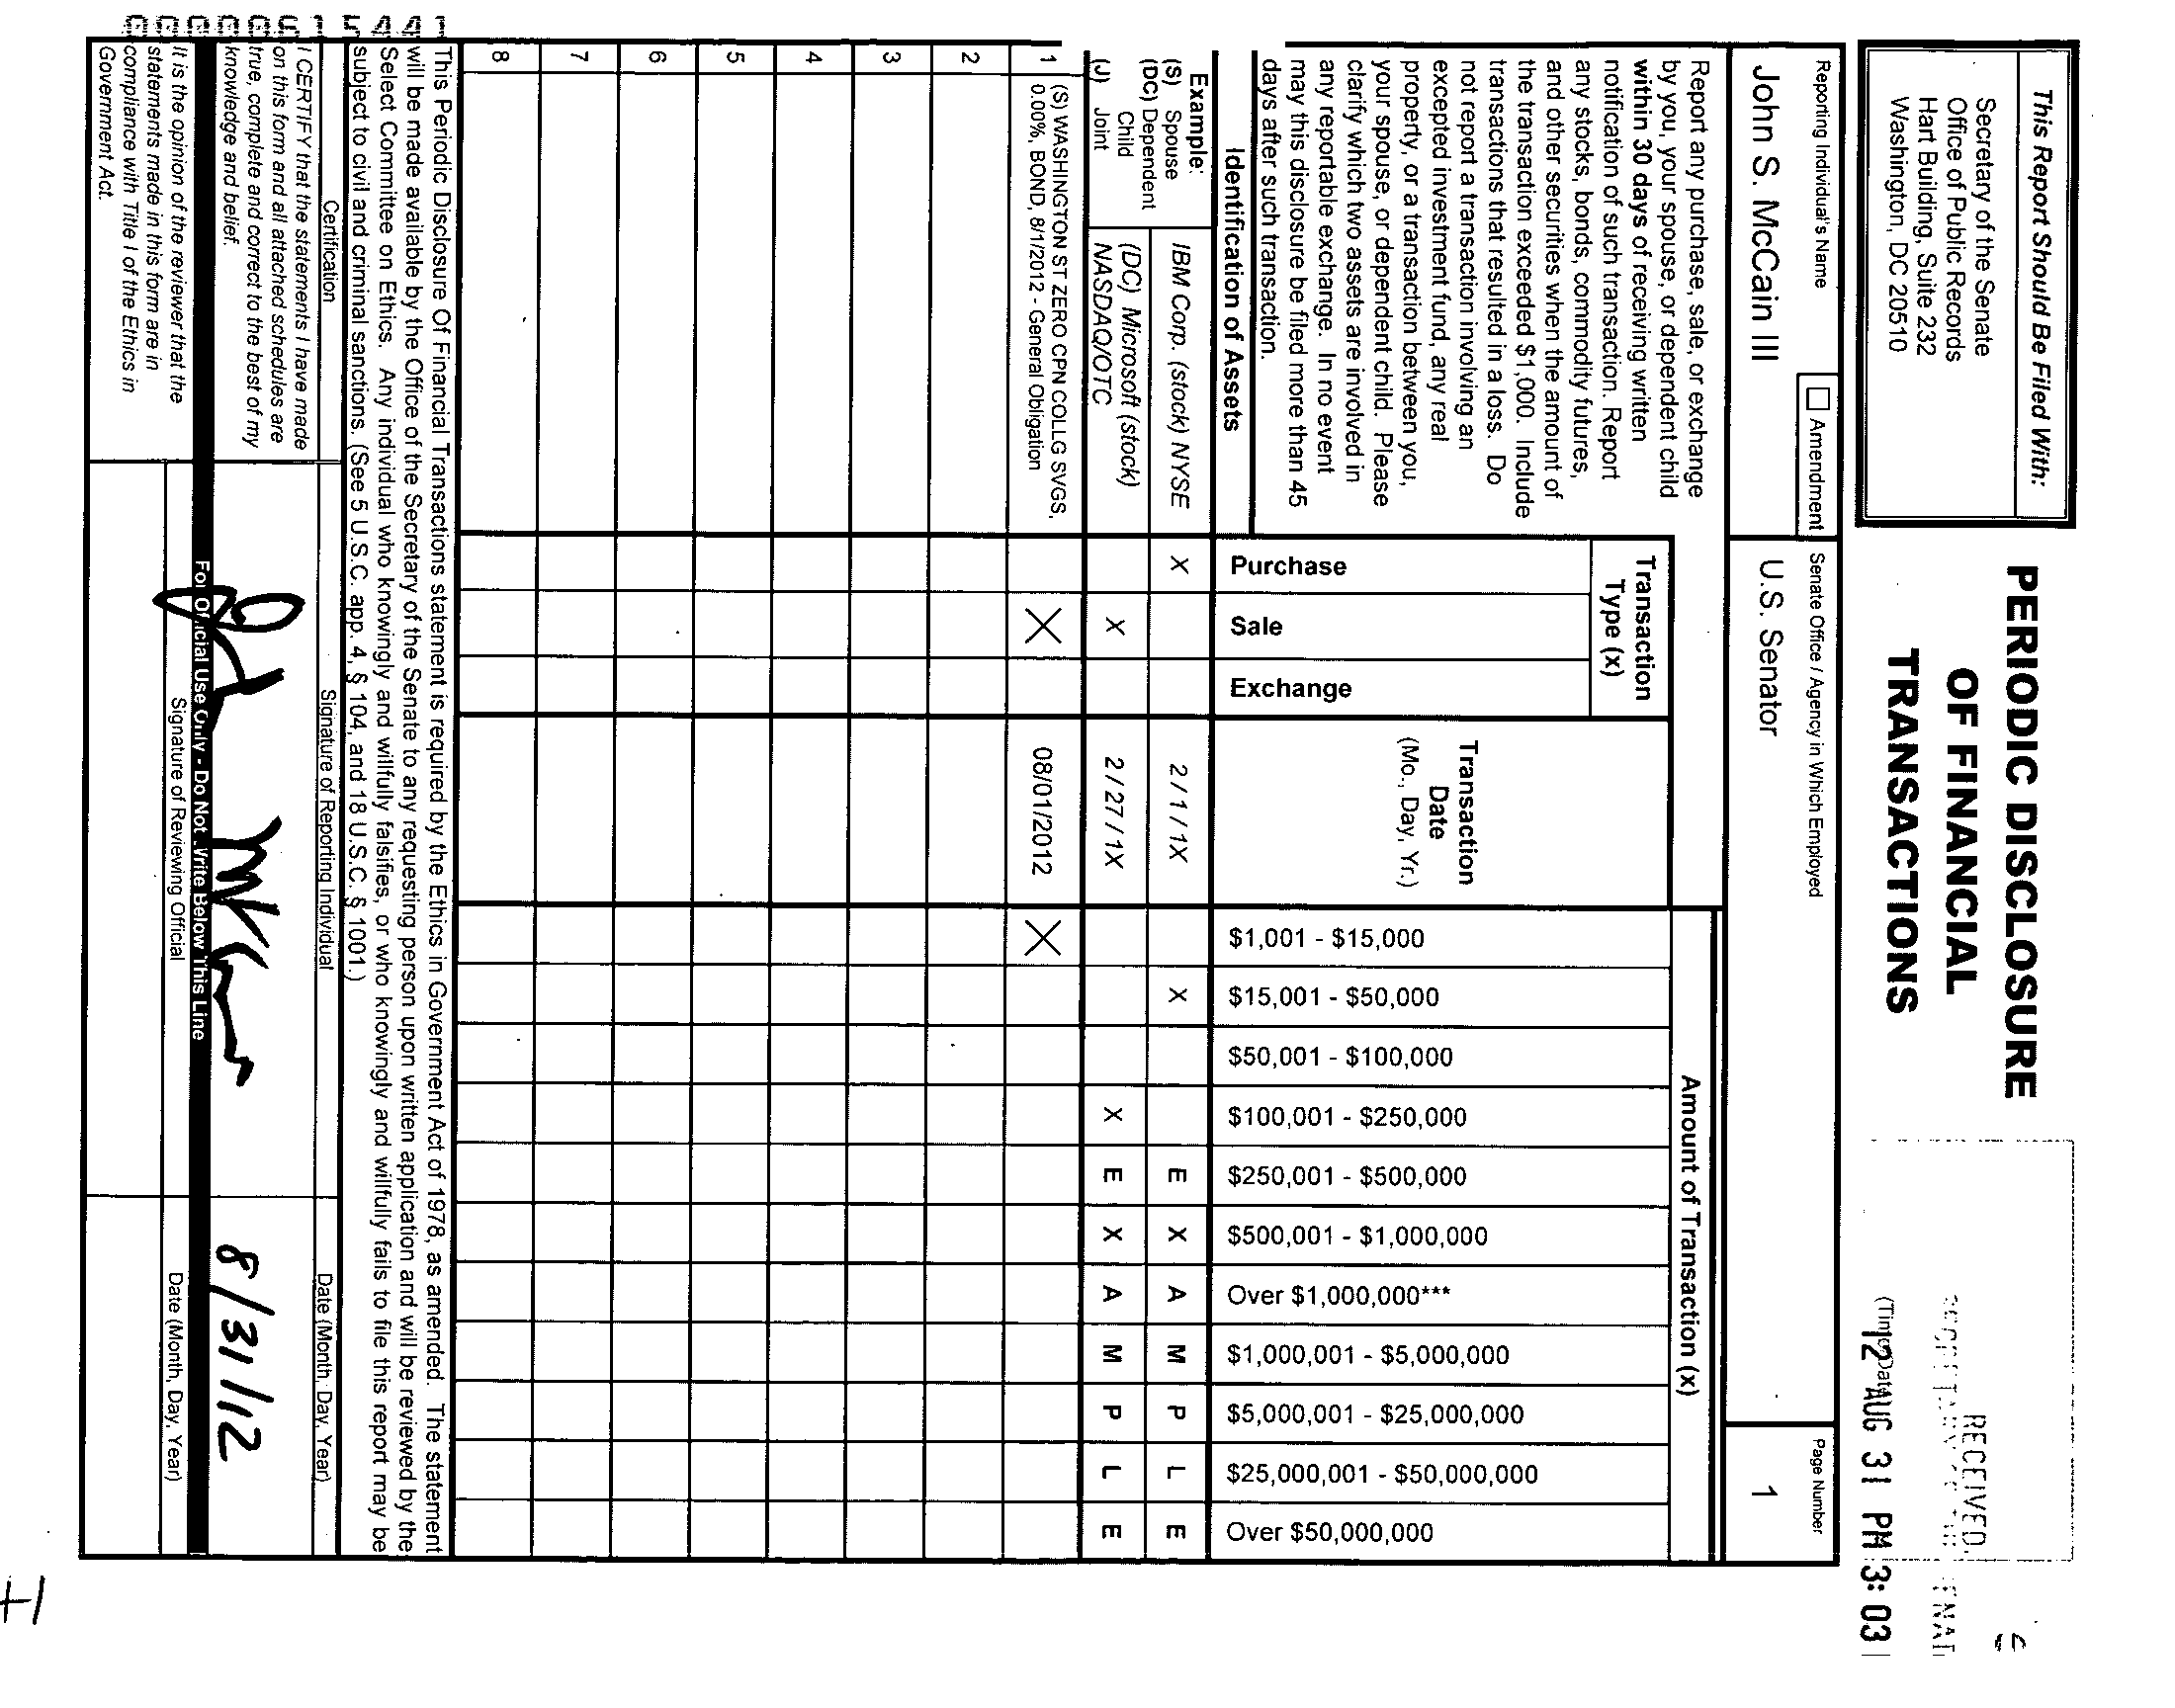 This Report Should Be Filed With:
Secretary of the Senate
Office of Public Records
Hart Building, Suite 232
Washington, DC 20510
PERIODIC DISCLOSURE
OF FINANCIAL
TRANSACTIONS
RECEIVED
'12 AUG 31 PM 3:03
Reporting Individual's Name
☐ Amendment
Senate Office / Agency in Which Employed
Page Number
John S. McCain III
U.S. Senator
1
Report any purchase, sale, or exchange
by you, your spouse, or dependent child
within 30 days of receiving written
notification of such transaction. Report
any stocks, bonds, commodity futures,
and other securities when the amount of
the transaction exceeded $1,000. Include
transactions that resulted in a loss. Do
not report a transaction involving an
excepted investment fund, any real
property, or a transaction between you,
your spouse, or dependent child. Please
clarify which two assets are involved in
any reportable exchange. In no event
may this disclosure be filed more than 45
days after such transaction.
Identification of Assets
Transaction
Type (x)
Purchase
Sale
Exchange
Transaction
Date
(Mo., Day, Yr.)
Amount of Transaction (x)
$1,001 - $15,000
$15,001 - $50,000
$50,001 - $100,000
$100,001 - $250,000
$250,001 - $500,000
$500,001 - $1,000,000
Over $1,000,000***
$1,000,001 - $5,000,000
$5,000,001 - $25,000,000
$25,000,001 - $50,000,000
Over $50,000,000
Example:
(S) Spouse
(DC) Dependent
Child
(J) Joint
IBM Corp. (stock) NYSE X 2 / 1 / 1X X E X A M P L E
(DC) Microsoft (stock)
NASDAQ/OTC X 2 / 27 / 1X X E X A M P L E
1 (S) WASHINGTON ST ZERO CPN COLLG SVGS,
0.00%, BOND, 8/1/2012 - General Obligation X 08/01/2012 X
2
3
4
5
6
7
8
This Periodic Disclosure Of Financial Transactions statement is required by the Ethics in Government Act of 1978, as amended. The statement
will be made available by the Office of the Secretary of the Senate to any requesting person upon written application and will be reviewed by the
Select Committee on Ethics. Any individual who knowingly and willfully falsifies, or who knowingly and willfully fails to file this report may be
subject to civil and criminal sanctions. (See 5 U.S.C. app. 4, § 104, and 18 U.S.C. § 1001.)
Certification
Signature of Reporting Individual
Date (Month, Day, Year)
I CERTIFY that the statements I have made
on this form and all attached schedules are
true, complete and correct to the best of my
knowledge and belief.
8/31/12
For Official Use Only - Do Not Write Below This Line
It is the opinion of the reviewer that the
statements made in this form are in
compliance with Title I of the Ethics in
Government Act.
Signature of Reviewing Official
Date (Month, Day, Year)
H